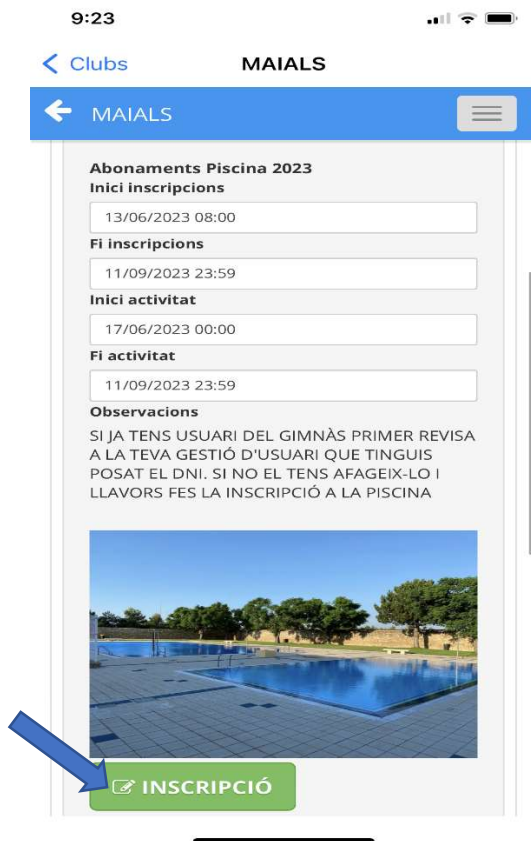 9:23
Clubs MAIALS
MAIALS
Abonaments Piscina 2023
Inici inscripcions
13/06/2023 08:00
Fi inscripcions
11/09/2023 23:59
Inici activitat
17/06/2023 00:00
Fi activitat
11/09/2023 23:59
Observacions
SI JA TENS USUARI DEL GIMNÀS PRIMER REVISA
A LA TEVA GESTIÓ D'USUARI QUE TINGUIS
POSAT EL DNI. SI NO EL TENS AFAGEIX-LO I
LLAVORS FES LA INSCRIPCIÓ A LA PISCINA
INSCRIPCIÓ